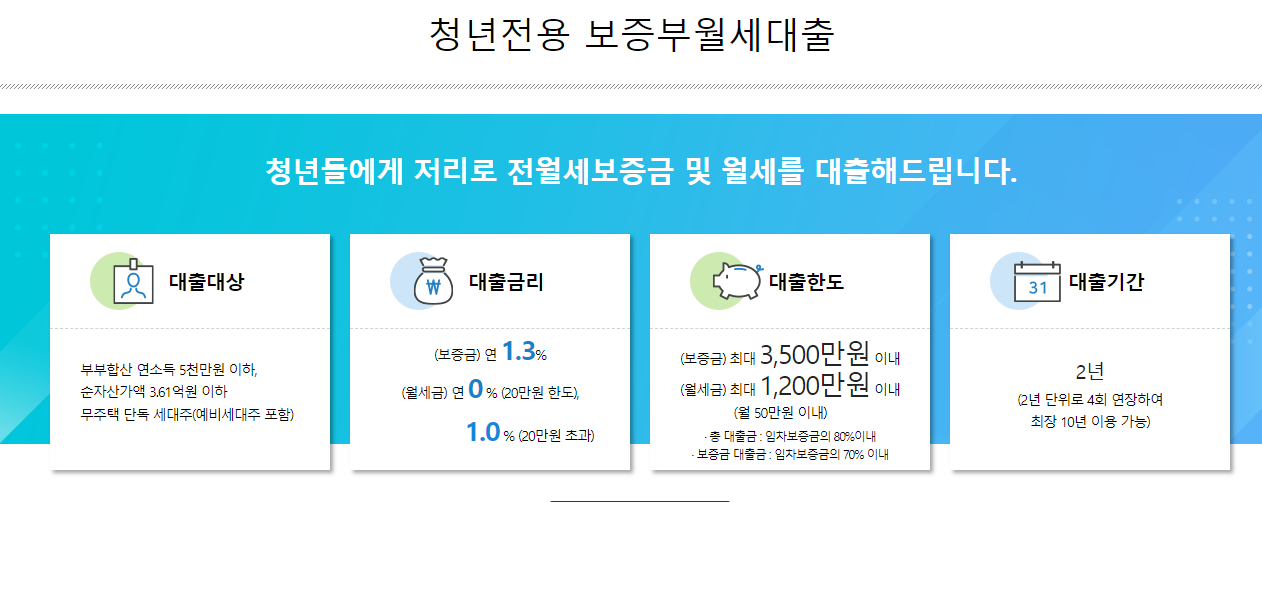 청년전용 보증부월세대출
청년들에게 저리로 전월세보증금 및 월세를 대출해드립니다.
대출대상
부부합산 연소득 5천만원 이하,
순자산가액 3.61억원 이하
무주택 단독 세대주(예비세대주 포함)
₩
대출금리
(보증금) 연 1.3%
(월세금) 연 0 % (20만원 한도),
1.0 % (20만원 초과)
대출한도
(보증금) 최대 3,500만원 이내
(월세금) 최대 1,200만원 이내
(월 50만원 이내)
· 총 대출금 : 임차보증금의 80%이내
· 보증금 대출금 : 임차보증금의 70% 이내
31
대출기간
2년
(2년 단위로 4회 연장하여
최장 10년 이용 가능)